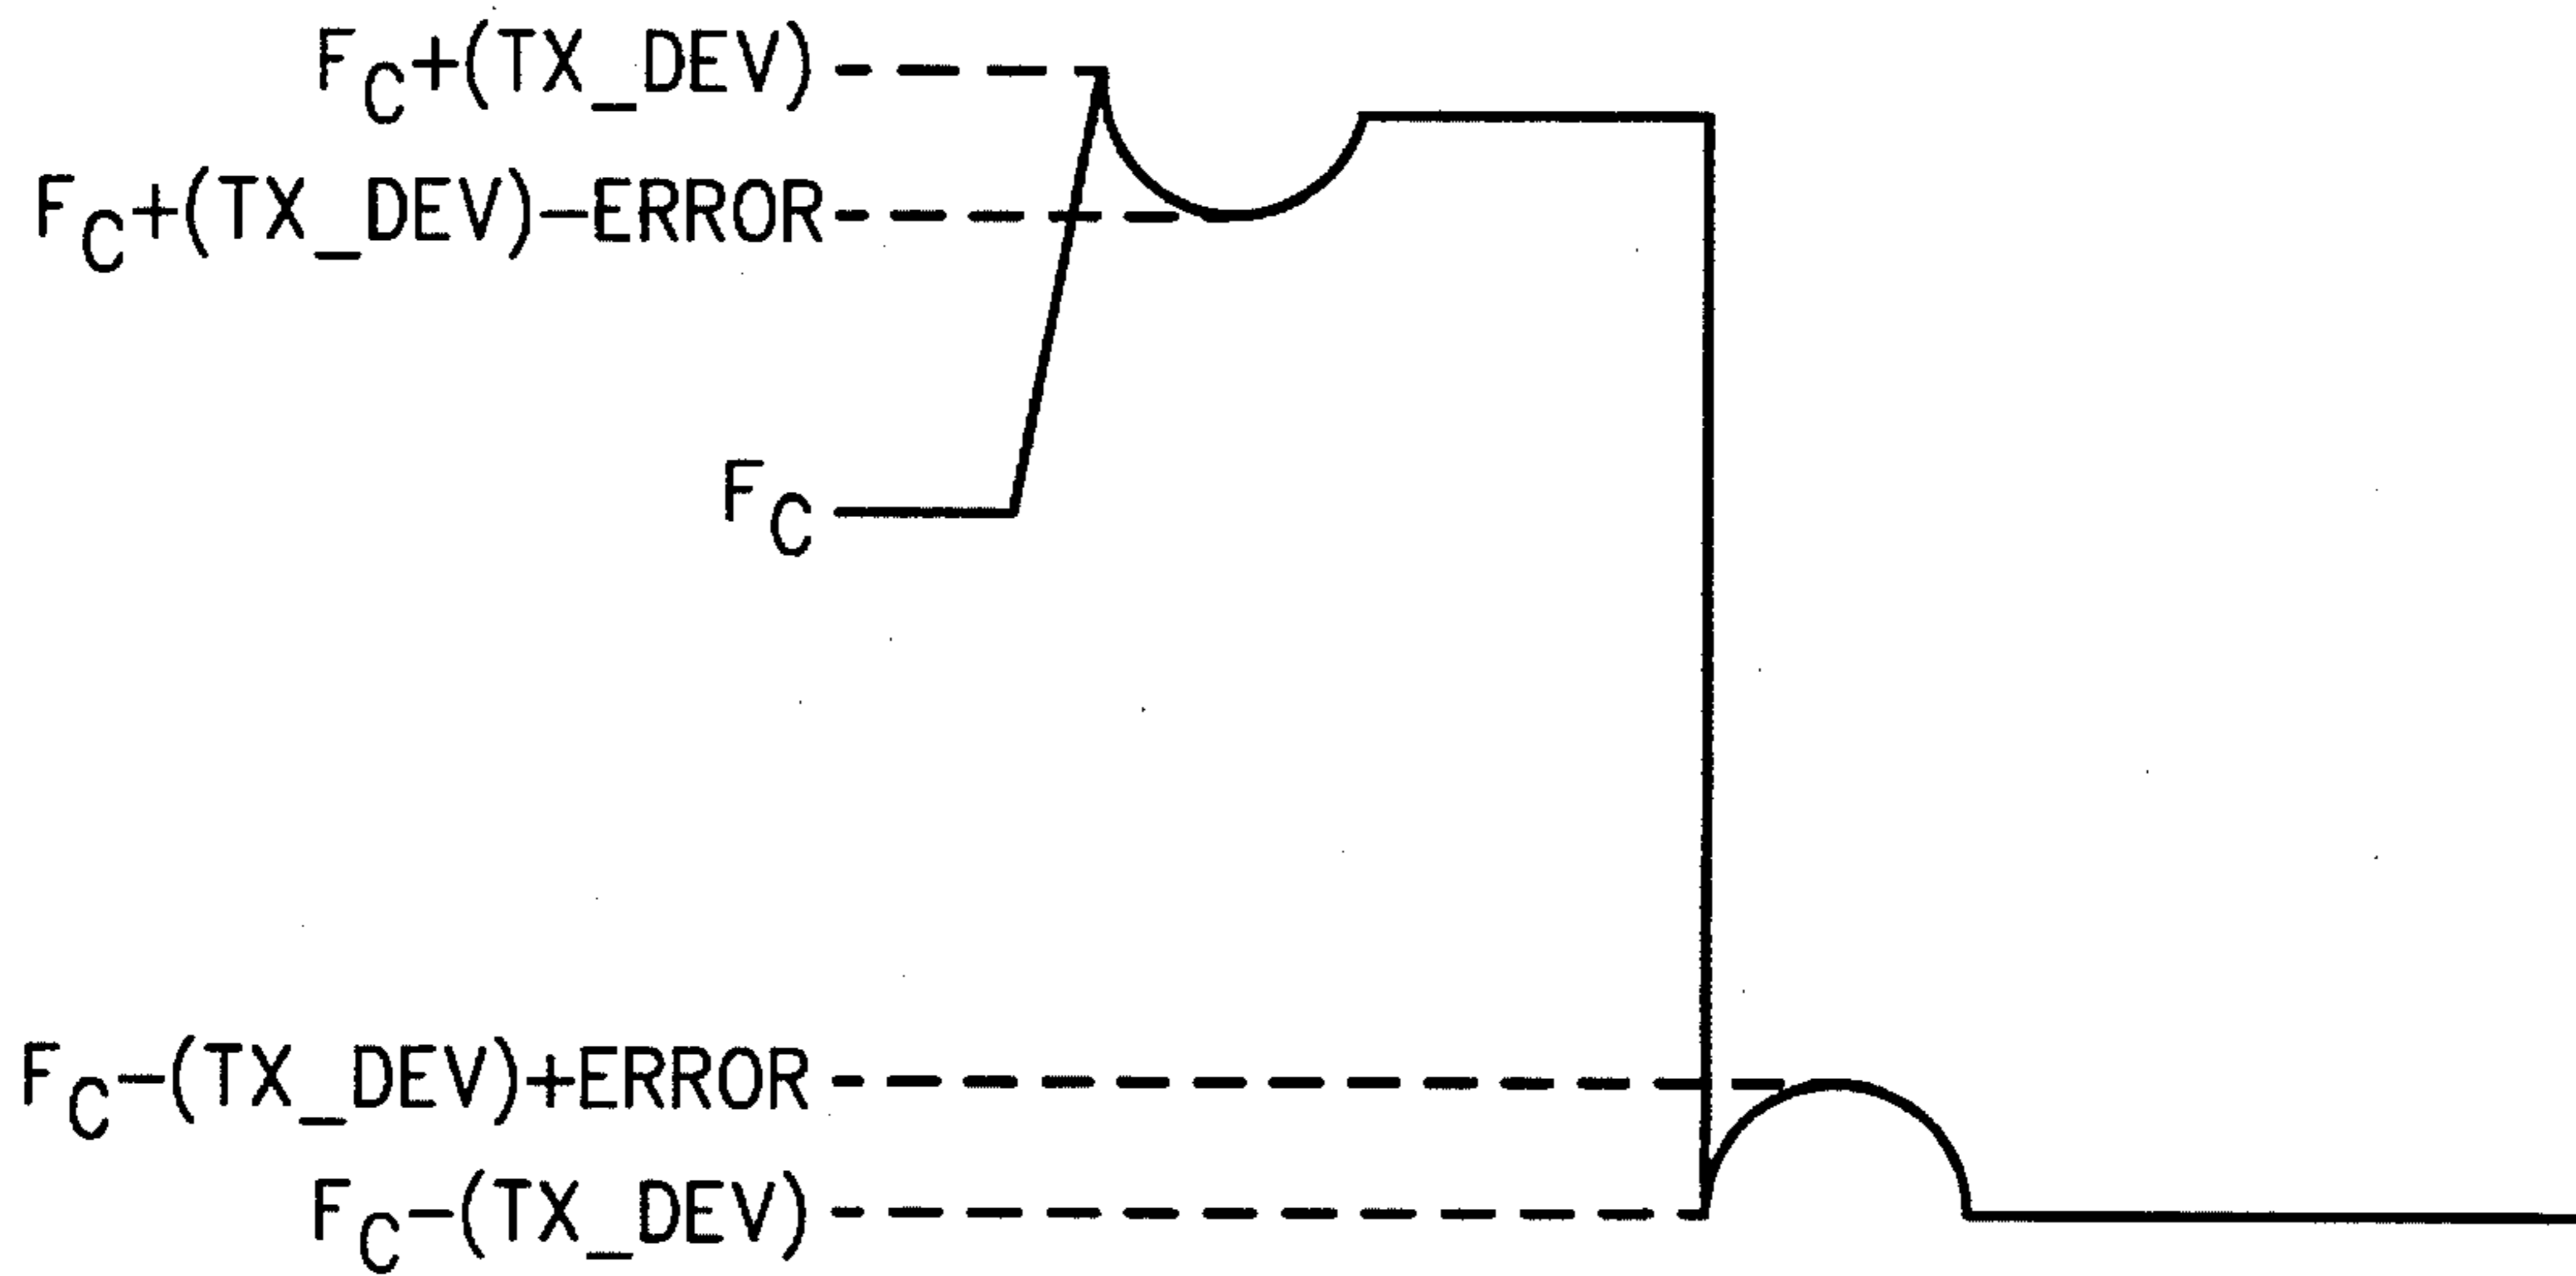 FC+(TX_DEV)
FC+(TX_DEV)-ERROR
FC
FC-(TX_DEV)+ERROR
FC-(TX_DEV)